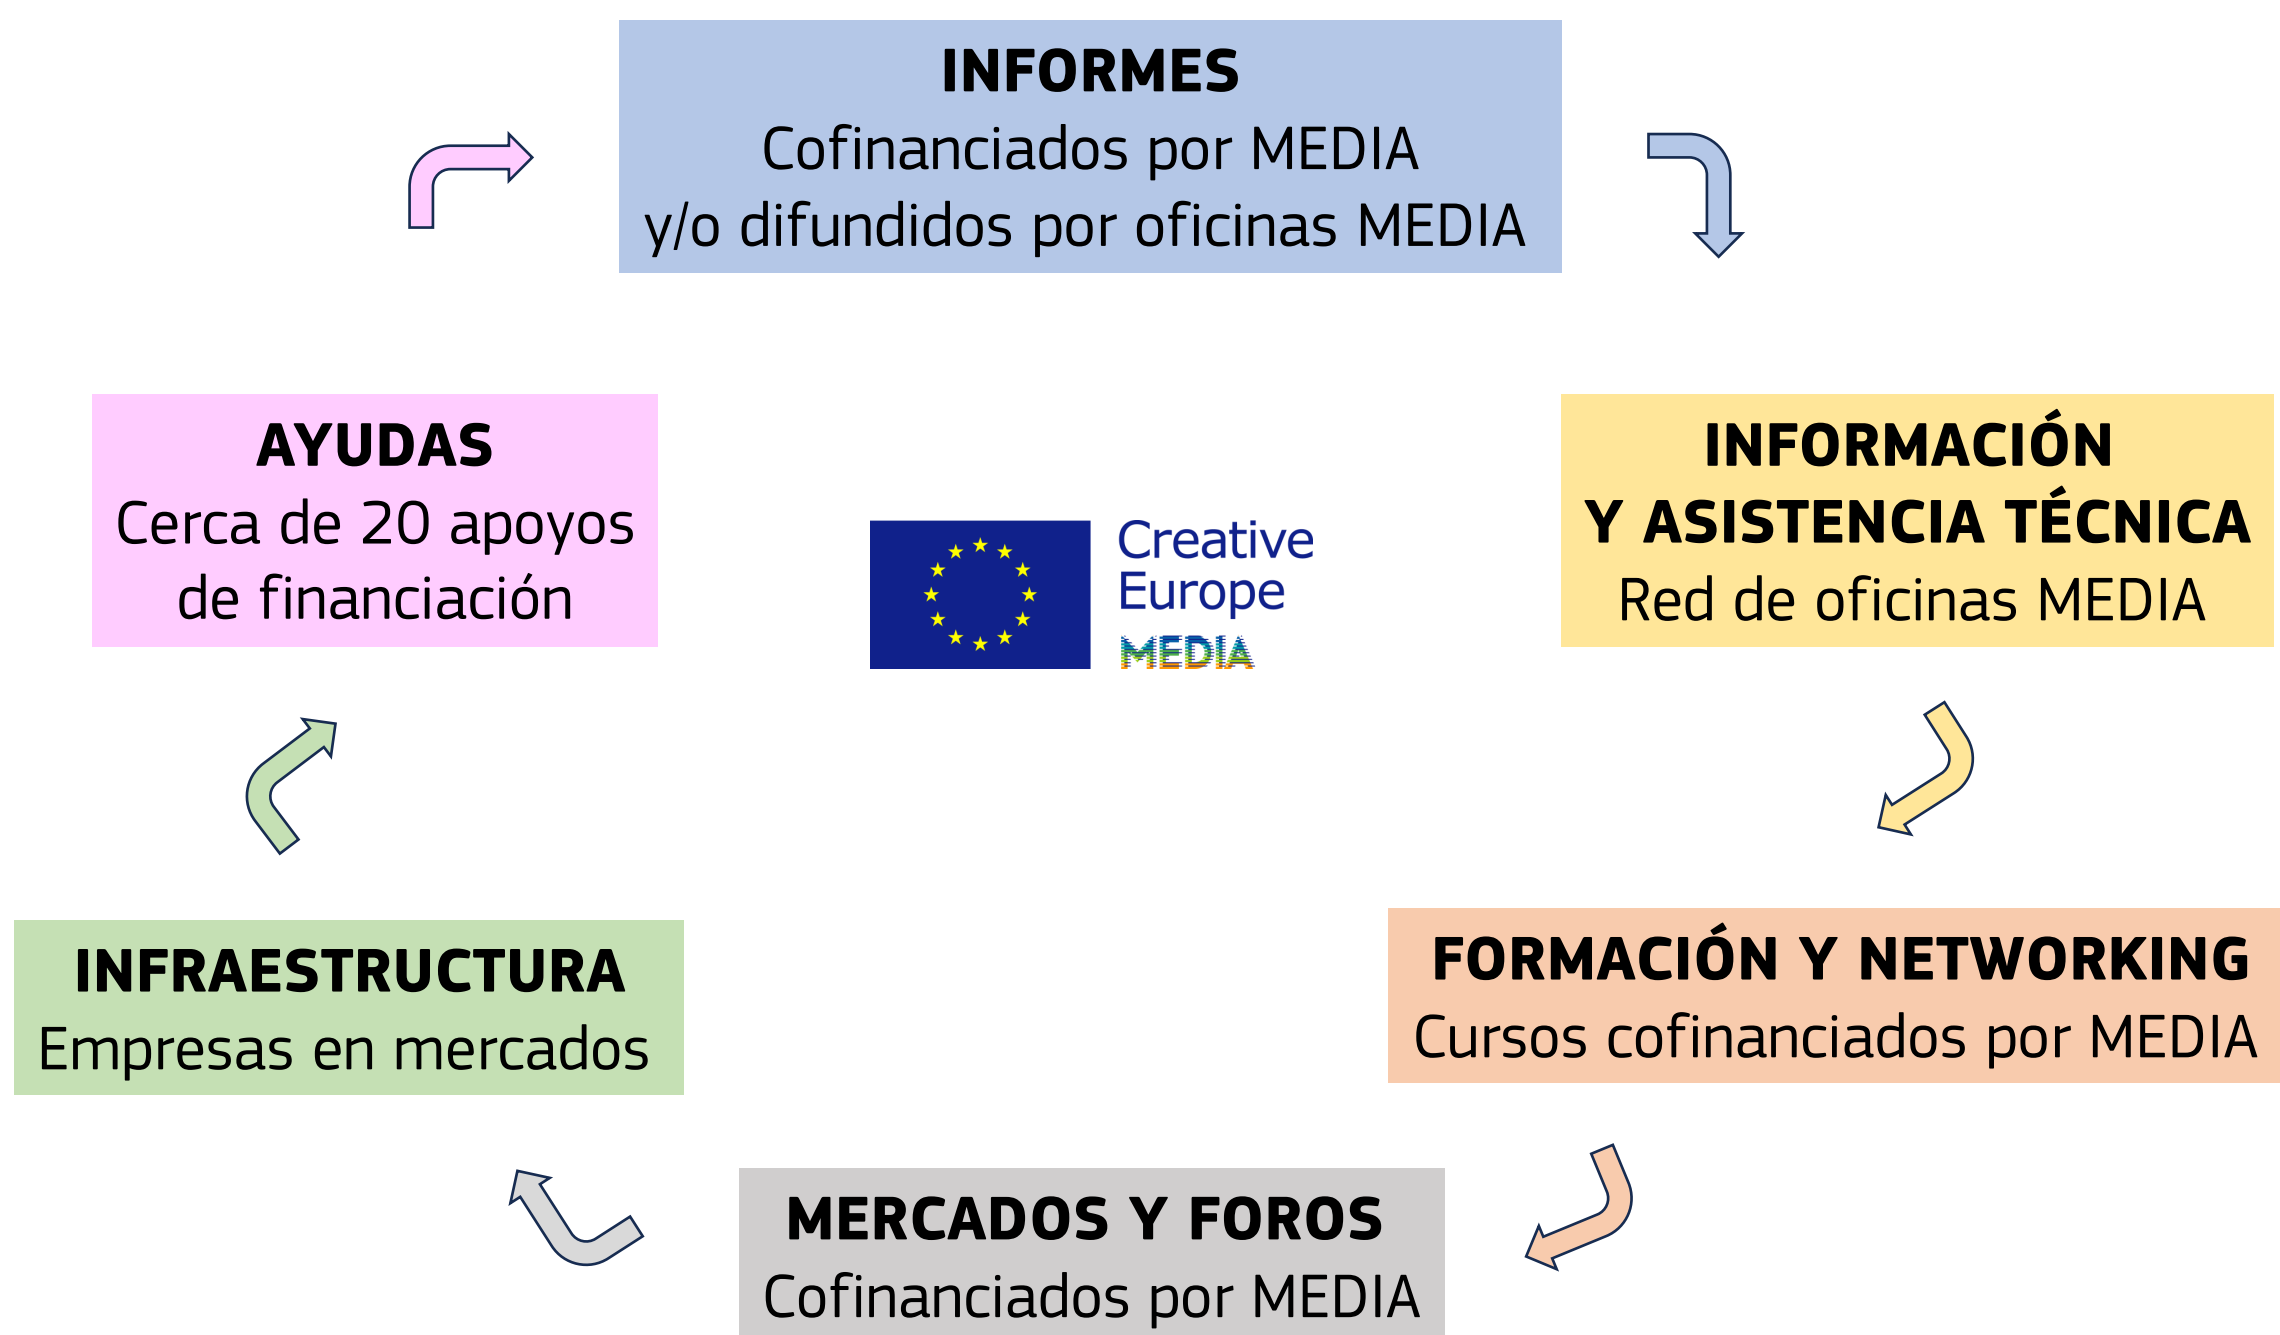 INFORMES
Cofinanciados por MEDIA
y/o difundidos por oficinas MEDIA
AYUDAS
Cerca de 20 apoyos
de financiación
Creative
Europe
MEDIA
INFORMACIÓN
Y ASISTENCIA TÉCNICA
Red de oficinas MEDIA
INFRAESTRUCTURA
Empresas en mercados
FORMACIÓN Y NETWORKING
Cursos cofinanciados por MEDIA
MERCADOS Y FOROS
Cofinanciados por MEDIA